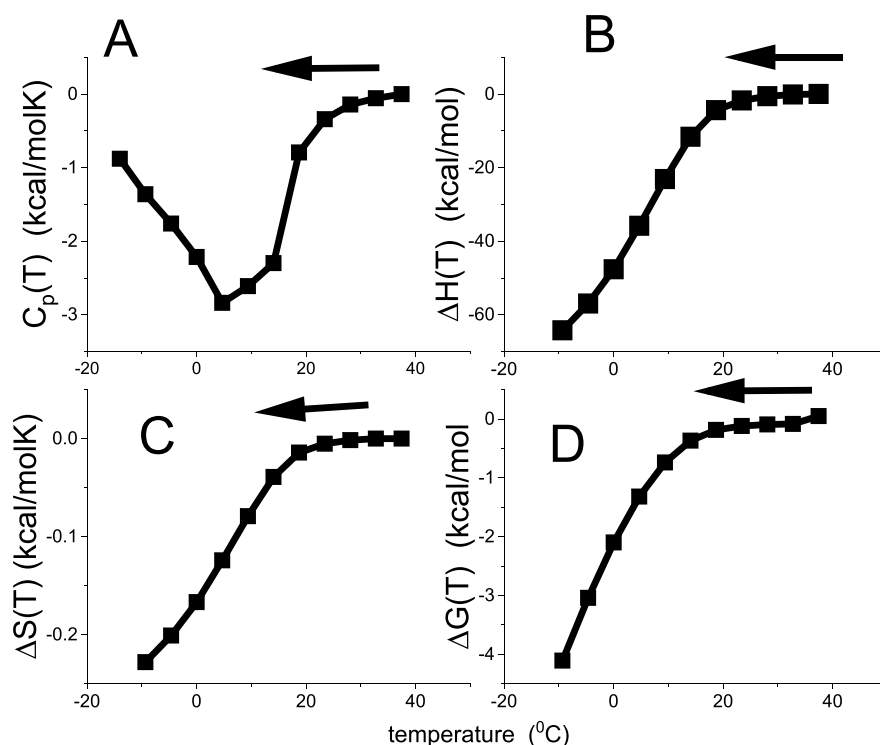 A
B
C_p(T) (kcal/molK)
0
-1
-2
-3
-20 0 20 40
ΔH(T) (kcal/mol)
0
-20
-40
-60
-20 0 20 40
C
D
ΔS(T) (kcal/molK)
0.0
-0.1
-0.2
-20 0 20 40
ΔG(T) (kcal/mol
0
-1
-2
-3
-4
-20 0 20 40
temperature (⁰C)